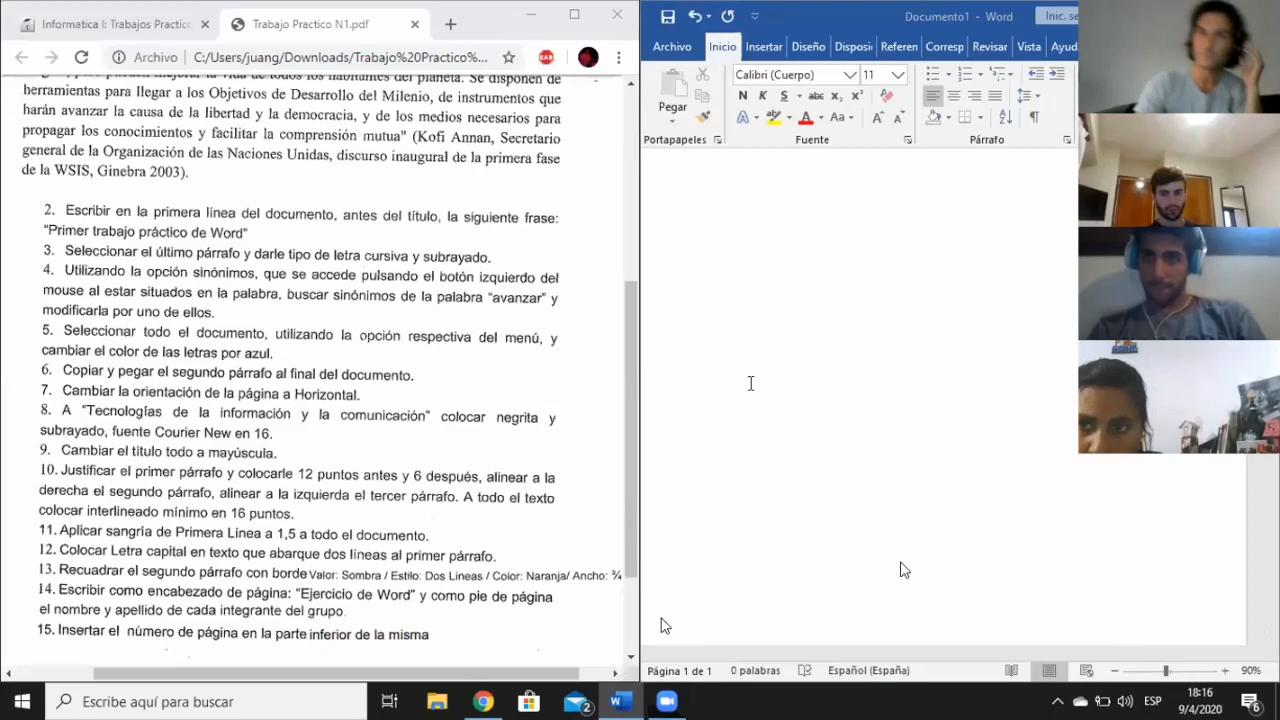 Informatica I: Trabajos Practico
Trabajo Practico N1.pdf
Archivo
C:/Users/juang/Downloads/Trabajo%20Practico%...
todos los habitantes del planeta. Se disponen de
herramientas para llegar a los Objetivos de Desarrollo del Milenio, de instrumentos que
harán avanzar la causa de la libertad y la democracia, y de los medios necesarios para
propagar los conocimientos y facilitar la comprensión mutua" (Kofi Annan, Secretario
general de la Organización de las Naciones Unidas, discurso inaugural de la primera fase
de la WSIS, Ginebra 2003).
2. Escribir en la primera línea del documento, antes del título, la siguiente frase:
"Primer trabajo práctico de Word"
3. Seleccionar el último párrafo y darle tipo de letra cursiva y subrayado.
4. Utilizando la opción sinónimos, que se accede pulsando el botón izquierdo del
mouse al estar situados en la palabra, buscar sinónimos de la palabra "avanzar" y
modificarla por uno de ellos.
5. Seleccionar todo el documento, utilizando la opción respectiva del menú, y
cambiar el color de las letras por azul.
6. Copiar y pegar el segundo párrafo al final del documento.
7. Cambiar la orientación de la página a Horizontal.
8. A "Tecnologías de la información y la comunicación" colocar negrita y
subrayado, fuente Courier New en 16.
9. Cambiar el titulo todo a mayúscula.
10. Justificar el primer párrafo y colocarle 12 puntos antes y 6 después, alinear a la
derecha el segundo párrafo, alinear a la izquierda el tercer párrafo. A todo el texto
colocar interlineado mínimo en 16 puntos.
11. Aplicar sangría de Primera Línea a 1,5 a todo el documento.
12. Colocar Letra capital en texto que abarque dos líneas al primer párrafo.
13. Recuadrar el segundo párrafo con borde Valor: Sombra / Estilo: Dos Lineas / Color: Naranja/ Ancho: ¾
14. Escribir como encabezado de página: "Ejercicio de Word" y como pie de página
el nombre y apellido de cada integrante del grupo.
15. Insertar el número de página en la parte inferior de la misma
Documento1 - Word
Inic. se
Archivo Inicio Insertar Diseño Disposi Referen Corresp Revisar Vista Ayuda
Calibri (Cuerpo) 11
Pegar
N K S abc x₂ x²
A A Aa A A
Portapapeles Fuente Párrafo
Página 1 de 1 0 palabras Español (España) 90%
Escribe aquí para buscar
2
ESP
18:16
9/4/2020
6